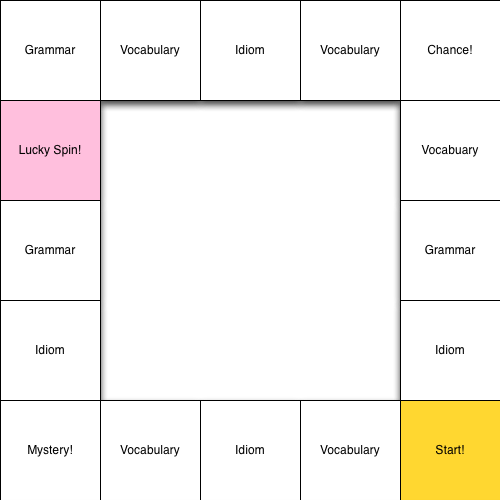 Grammar
Vocabulary
Idiom
Vocabulary
Chance!
Lucky Spin!
Vocabuary
Grammar
Grammar
Idiom
Idiom
Mystery!
Vocabulary
Idiom
Vocabulary
Start!